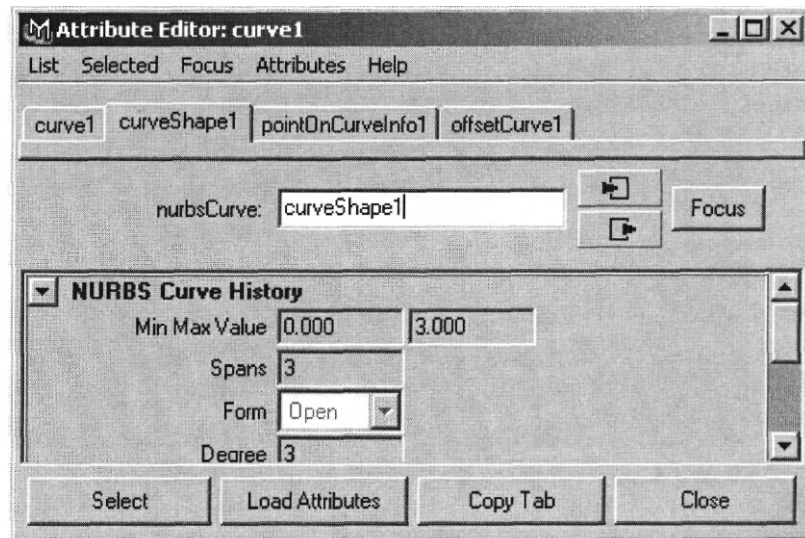 Attribute Editor: curve1
List Selected Focus Attributes Help
curve1 curveShape1 pointOnCurveInfo1 offsetCurve1
nurbsCurve: curveShape1 Focus
NURBS Curve History
Min Max Value 0.000 3.000
Spans 3
Form Open
Degree 3
Select Load Attributes Copy Tab Close